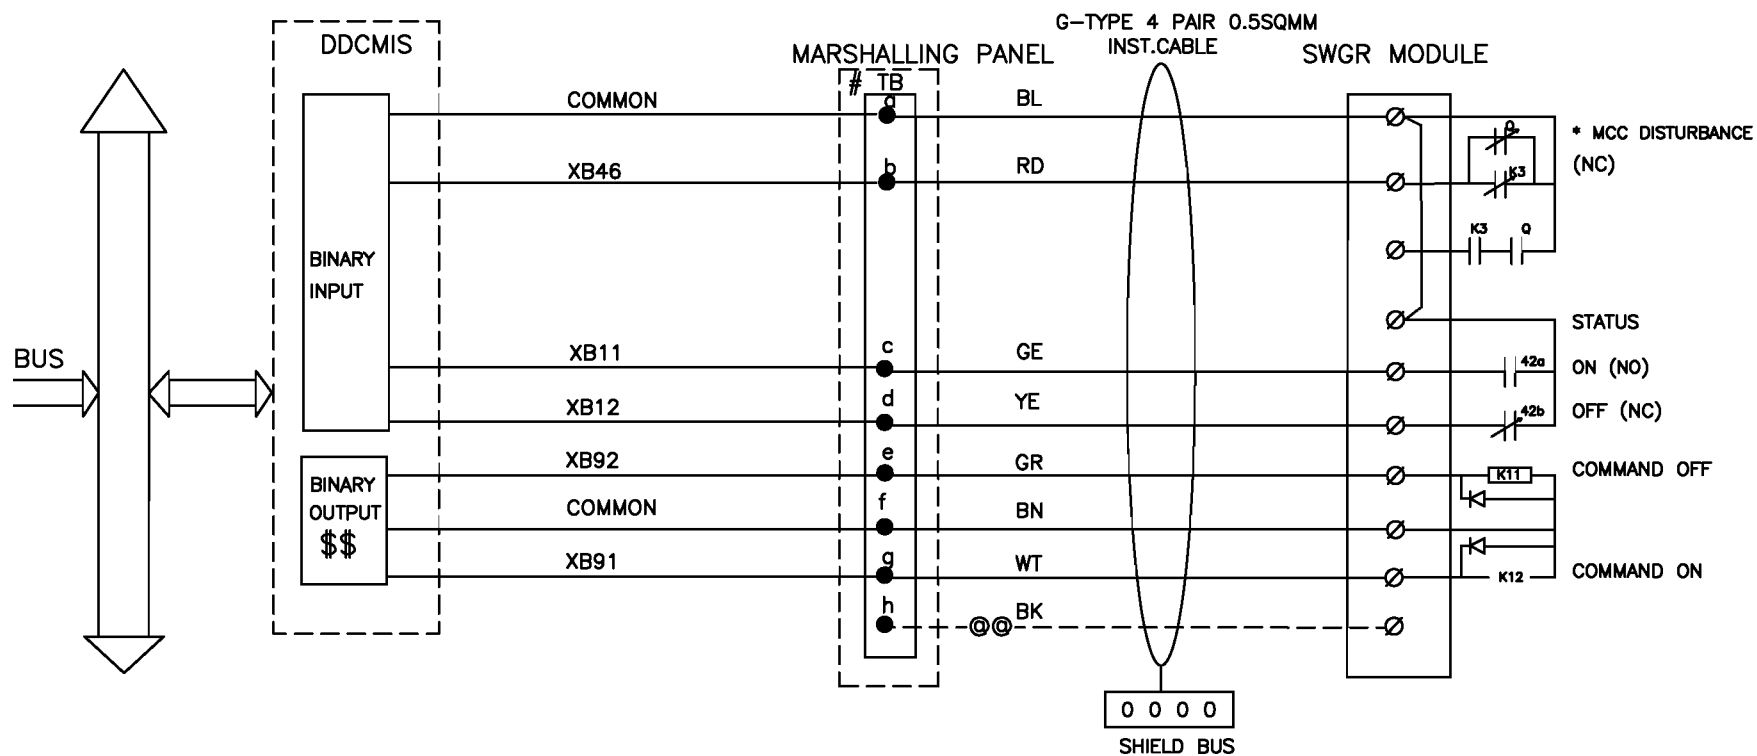 G-TYPE 4 PAIR 0.5SQMM
INST.CABLE
DDCMIS
MARSHALLING PANEL
SWGR MODULE
# TB
COMMON
a
BL
Q
* MCC DISTURBANCE
(NC)
XB46
b
RD
K3
K3
Q
BINARY
INPUT
STATUS
BUS
XB11
c
GE
42a
ON (NO)
XB12
d
YE
42b
OFF (NC)
XB92
e
GR
K11
COMMAND OFF
BINARY
OUTPUT
$$
COMMON
f
BN
XB91
g
WT
K12
COMMAND ON
h
@@
BK
0 0 0 0
SHIELD BUS